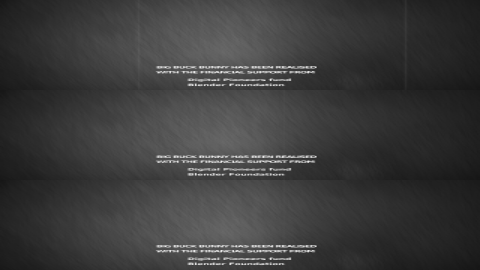 BIG BUCK BUNNY HAS BEEN REALISED
WITH THE FINANCIAL SUPPORT FROM
Digital Pioneers fund
Blender Foundation
BIG BUCK BUNNY HAS BEEN REALISED
WITH THE FINANCIAL SUPPORT FROM
Digital Pioneers fund
Blender Foundation
BIG BUCK BUNNY HAS BEEN REALISED
WITH THE FINANCIAL SUPPORT FROM
Digital Pioneers fund
Blender Foundation